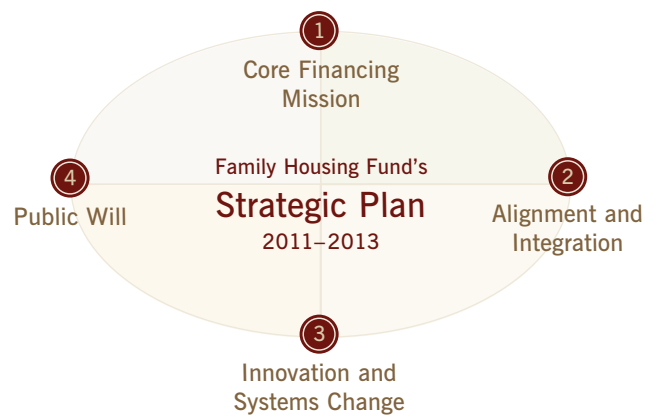 1
Core Financing
Mission
4
Public Will
Family Housing Fund's
Strategic Plan
2011–2013
2
Alignment and
Integration
3
Innovation and
Systems Change